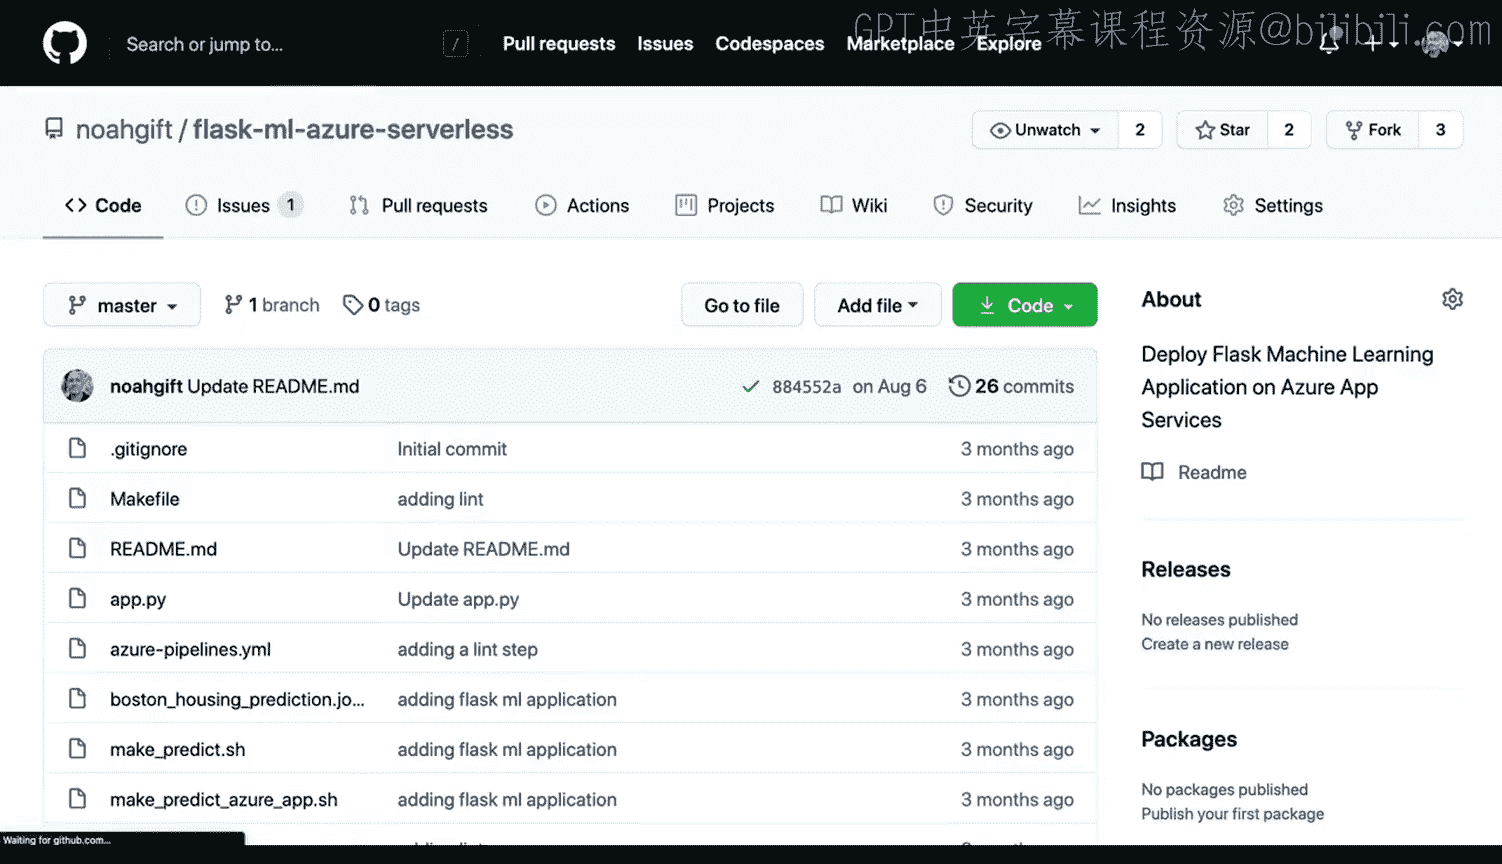 GPT中英字幕课程资源@bilibili.com
Search or jump to... / Pull requests Issues Codespaces Marketplace Explore
noahgift / flask-ml-azure-serverless Unwatch 2 Star 2 Fork 3
Code Issues 1 Pull requests Actions Projects Wiki Security Insights Settings
master 1 branch 0 tags Go to file Add file Code
noahgift Update README.md 884552a on Aug 6 26 commits
.gitignore Initial commit 3 months ago
Makefile adding lint 3 months ago
README.md Update README.md 3 months ago
app.py Update app.py 3 months ago
azure-pipelines.yml adding a lint step 3 months ago
boston_housing_prediction.jo... adding flask ml application 3 months ago
make_predict.sh adding flask ml application 3 months ago
make_predict_azure_app.sh adding flask ml application 3 months ago
About
Deploy Flask Machine Learning
Application on Azure App
Services
Readme
Releases
No releases published
Create a new release
Packages
No packages published
Publish your first package
Waiting for github.com...